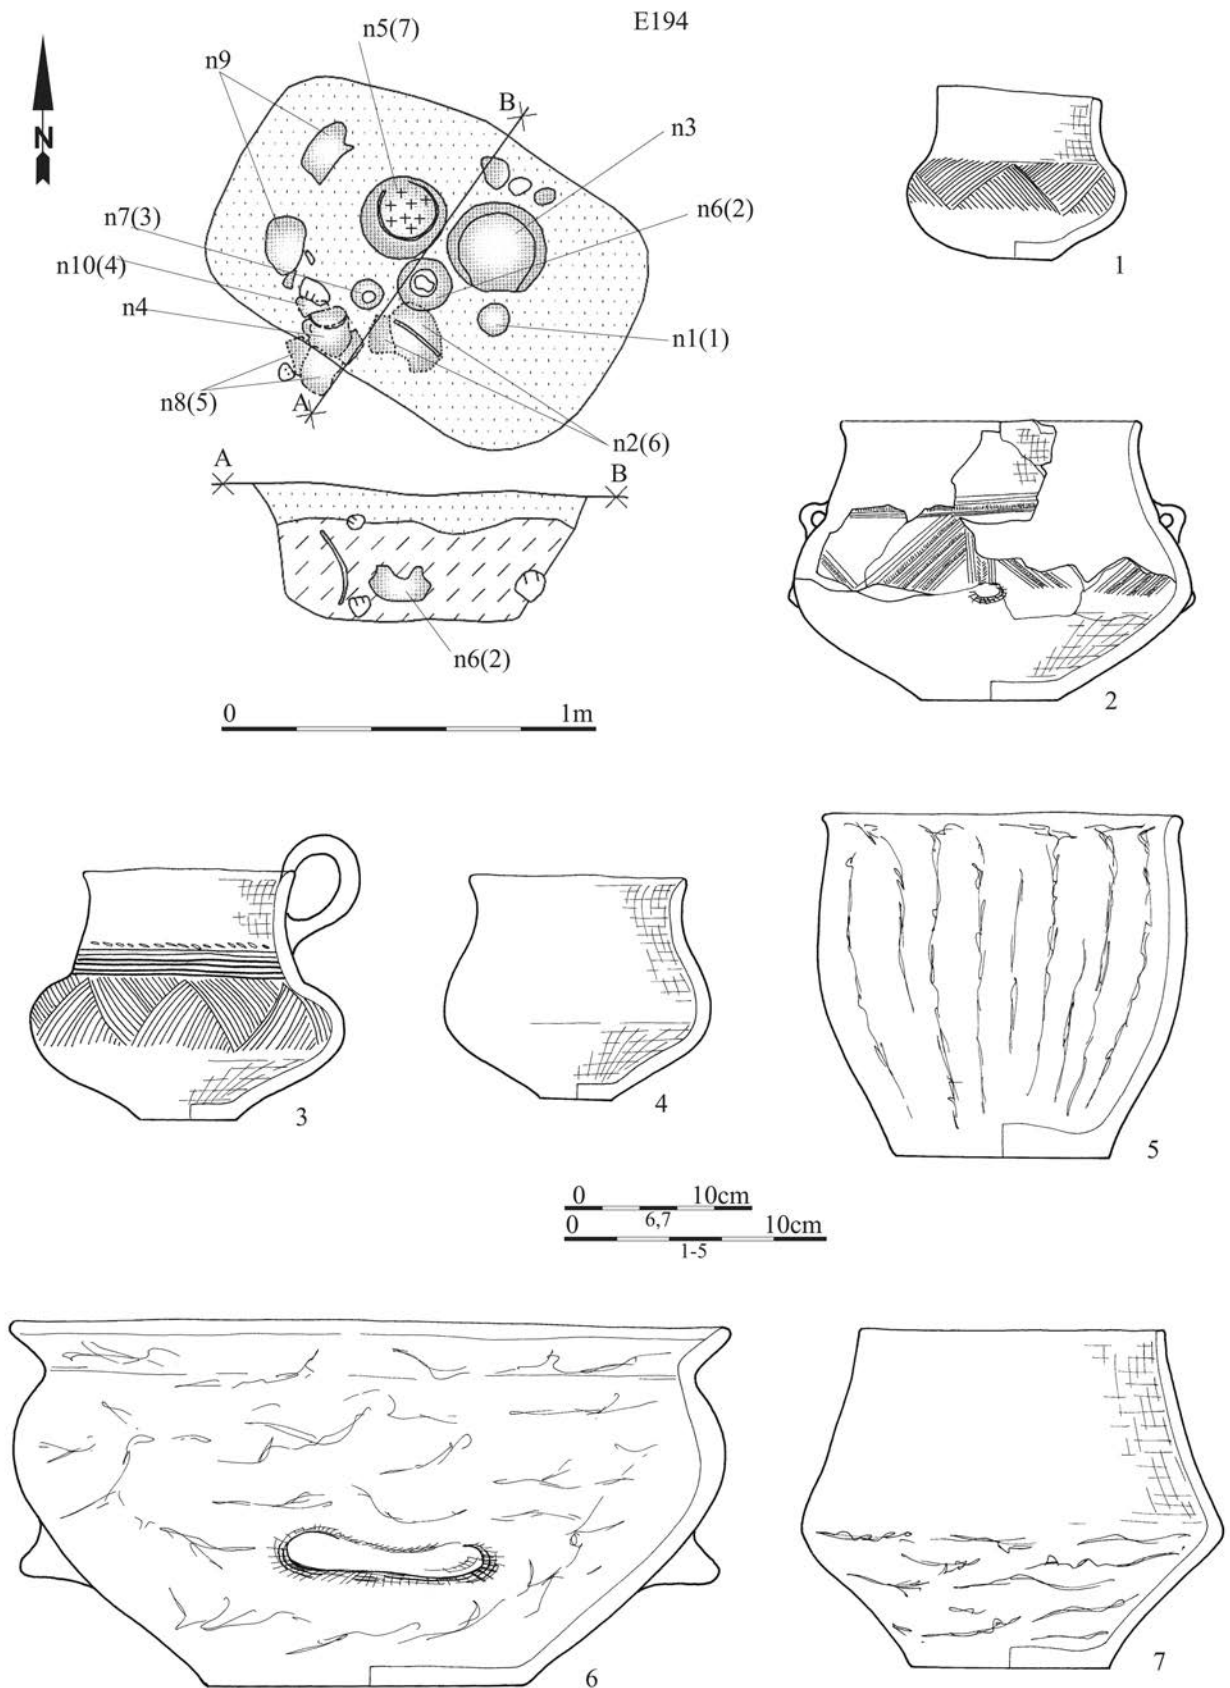 E194
n5(7)
n9
B
n3
N
n7(3)
n6(2)
n10(4)
n4
n1(1)
n8(5)
A
n2(6)
1
A
B
n6(2)
0 1m
2
3
4
5
0 10cm
6,7
0 10cm
1-5
6
7